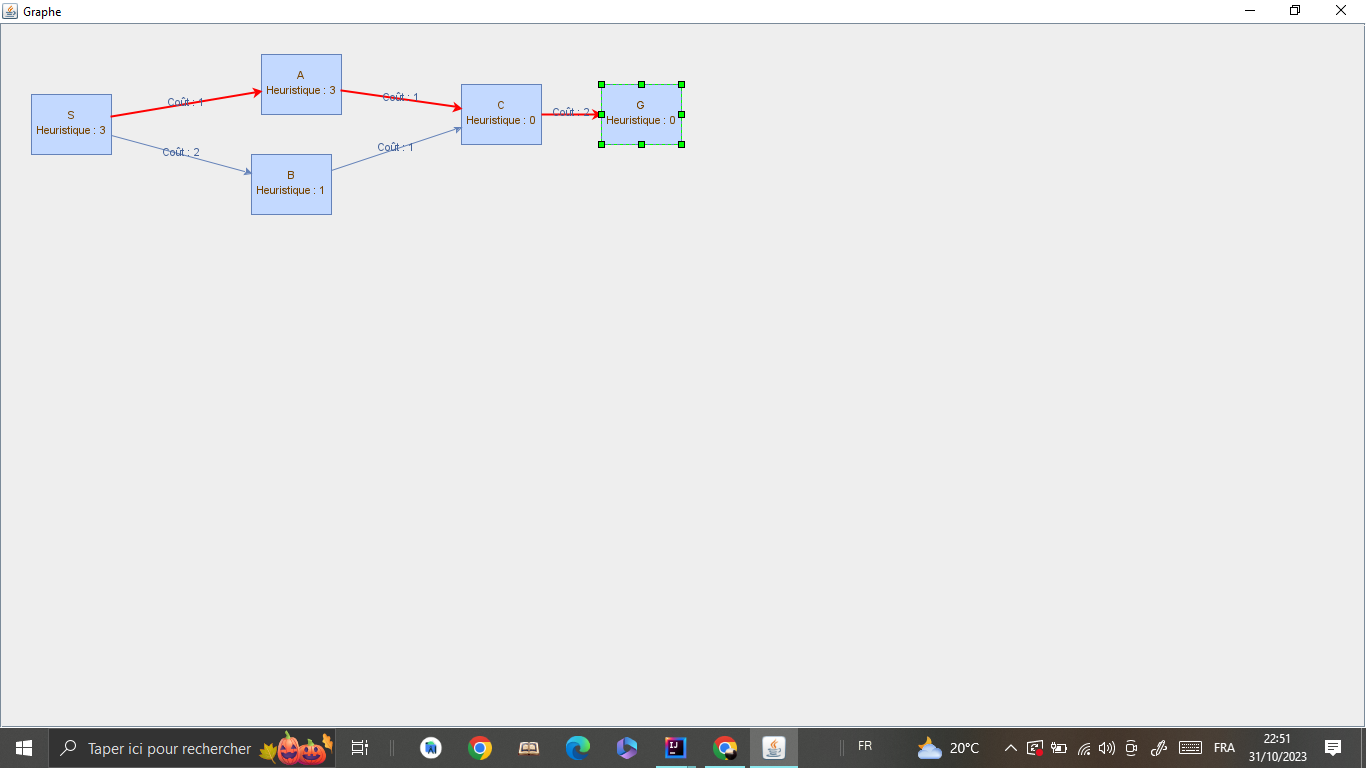 Graphe
A
Heuristique : 3
Coût : 1
Coût : 1
C
Heuristique : 0
Coût : 2
G
Heuristique : 0
S
Heuristique : 3
Coût : 2
Coût : 1
B
Heuristique : 1
Taper ici pour rechercher
IJ
FR
20°C
FRA
22:51
31/10/2023